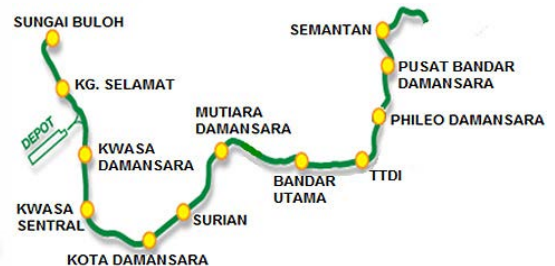 SUNGAI BULOH
KG. SELAMAT
DEPOT
KWASA
DAMANSARA
KWASA
SENTRAL
KOTA DAMANSARA
SURIAN
MUTIARA
DAMANSARA
BANDAR
UTAMA
TTDI
PHILEO DAMANSARA
PUSAT BANDAR
DAMANSARA
SEMANTAN